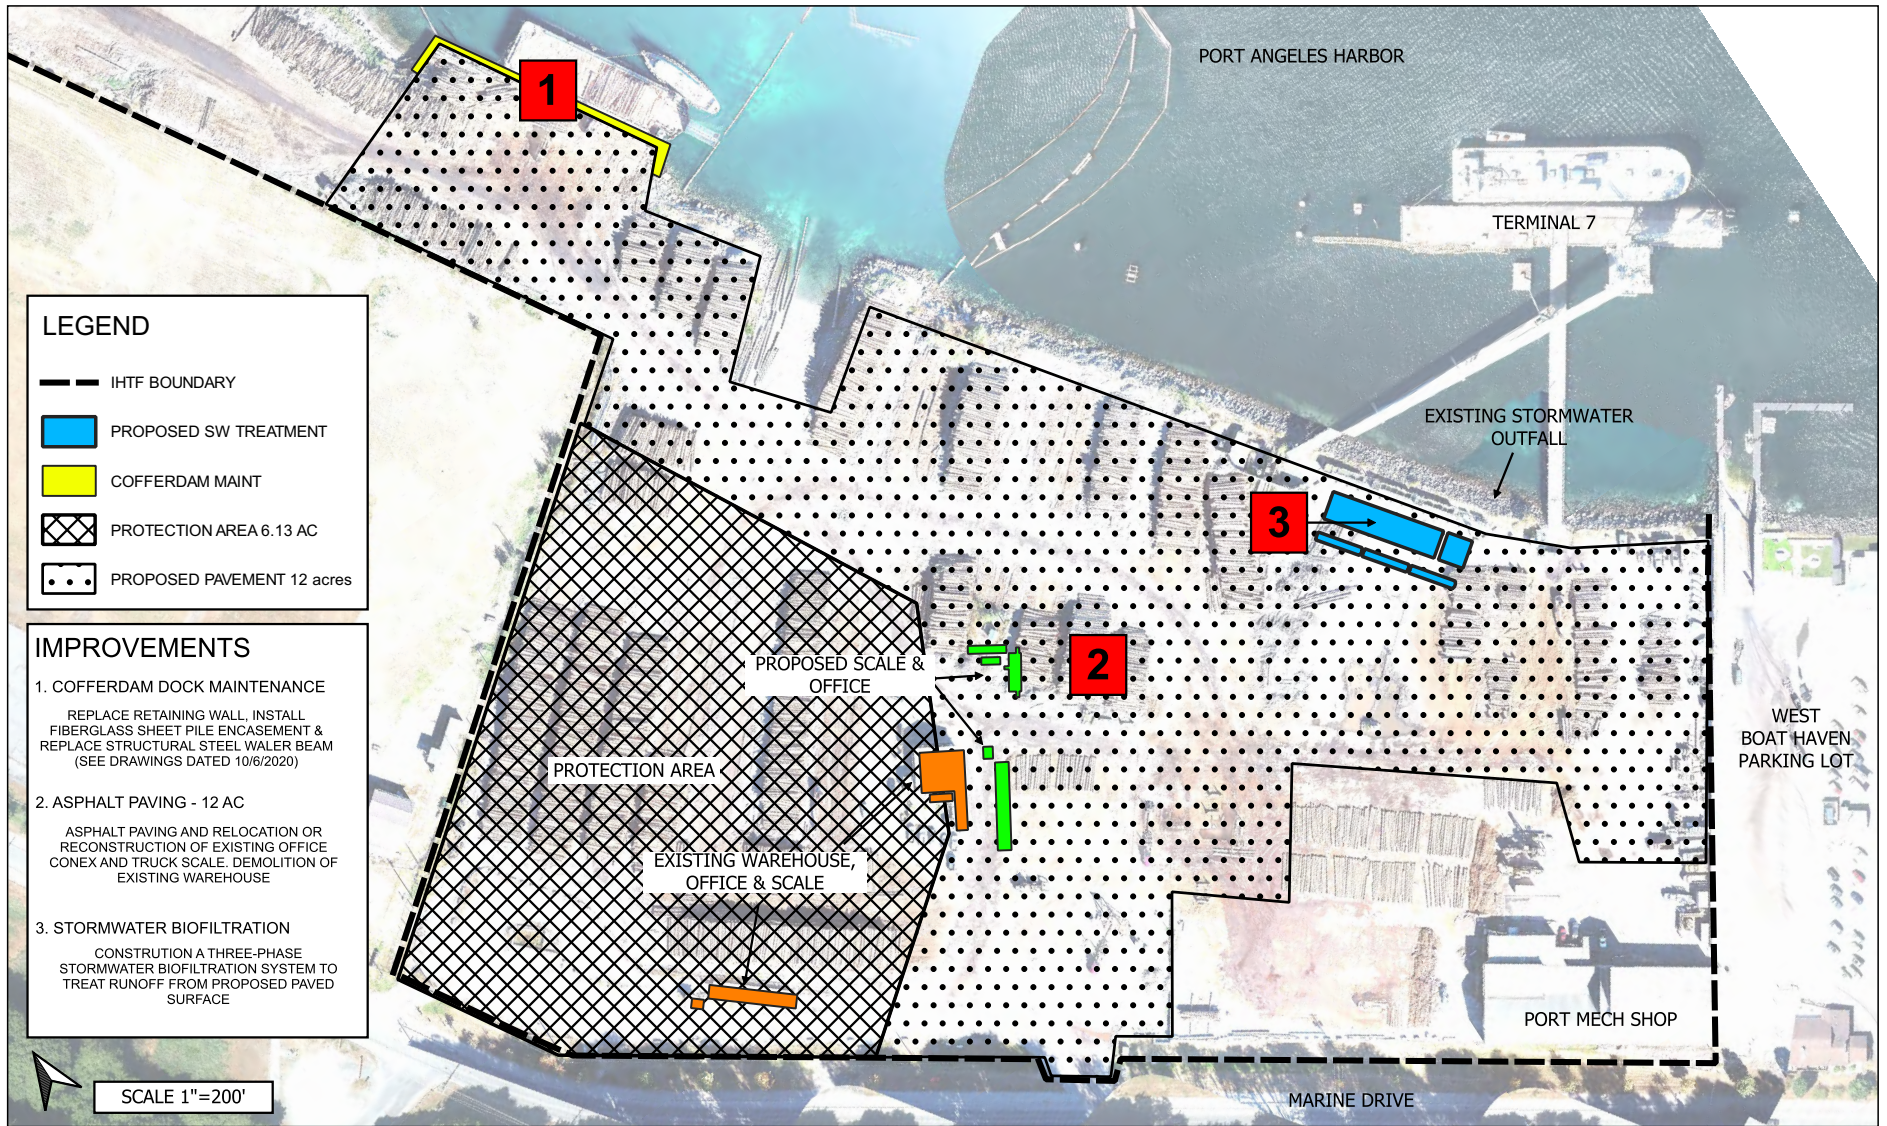 PORT ANGELES HARBOR
1
TERMINAL 7
LEGEND
IHTF BOUNDARY
PROPOSED SW TREATMENT
COFFERDAM MAINT
PROTECTION AREA 6.13 AC
PROPOSED PAVEMENT 12 acres
EXISTING STORMWATER
OUTFALL
3
2
PROPOSED SCALE &
OFFICE
PROTECTION AREA
EXISTING WAREHOUSE,
OFFICE & SCALE
WEST
BOAT HAVEN
PARKING LOT
PORT MECH SHOP
MARINE DRIVE
IMPROVEMENTS
1. COFFERDAM DOCK MAINTENANCE
REPLACE RETAINING WALL, INSTALL
FIBERGLASS SHEET PILE ENCASEMENT &
REPLACE STRUCTURAL STEEL WALER BEAM
(SEE DRAWINGS DATED 10/6/2020)
2. ASPHALT PAVING - 12 AC
ASPHALT PAVING AND RELOCATION OR
RECONSTRUCTION OF EXISTING OFFICE
CONEX AND TRUCK SCALE. DEMOLITION OF
EXISTING WAREHOUSE
3. STORMWATER BIOFILTRATION
CONSTRUTION A THREE-PHASE
STORMWATER BIOFILTRATION SYSTEM TO
TREAT RUNOFF FROM PROPOSED PAVED
SURFACE
SCALE 1"=200'